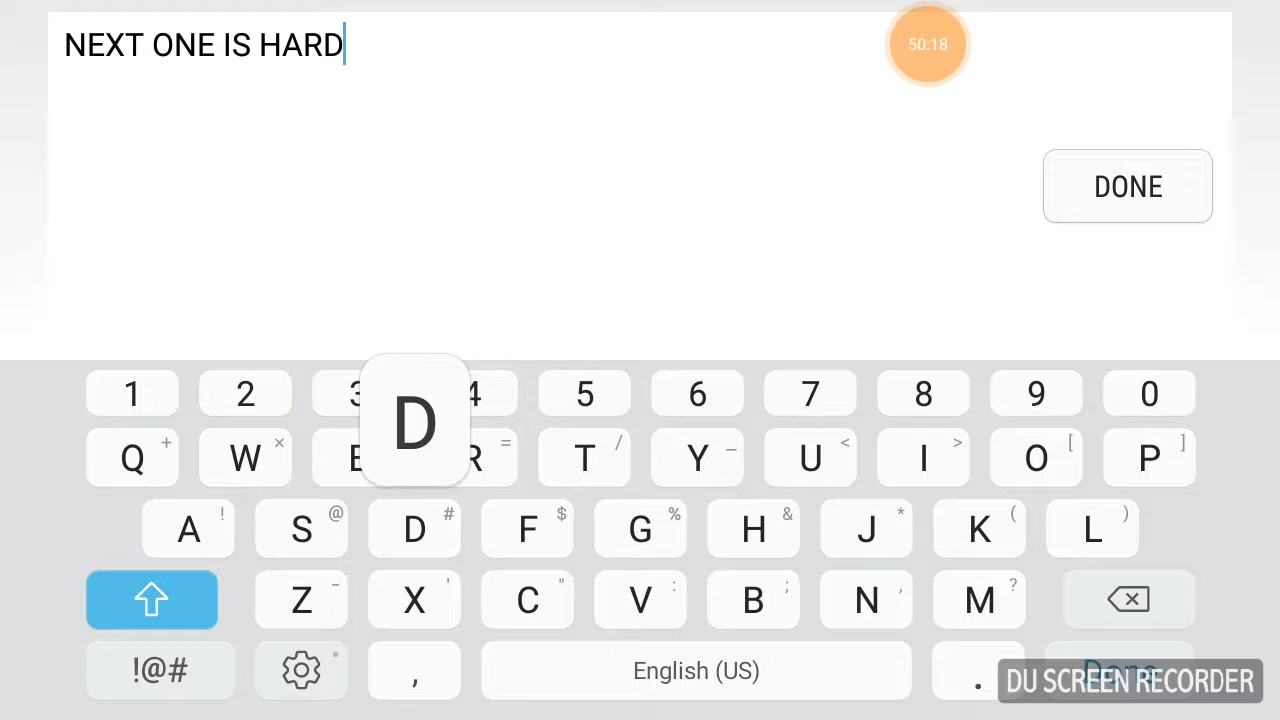 NEXT ONE IS HARD
50:18
DONE
1 2 3 4 5 6 7 8 9 0
D
Q + W × E R = T / Y – U < I > O [ P ]
A ! S @ D # F $ G % H & J * K ( L )
Z – X ' C " V : B ; N , M ?
!@# , English (US) . Done
DU SCREEN RECORDER